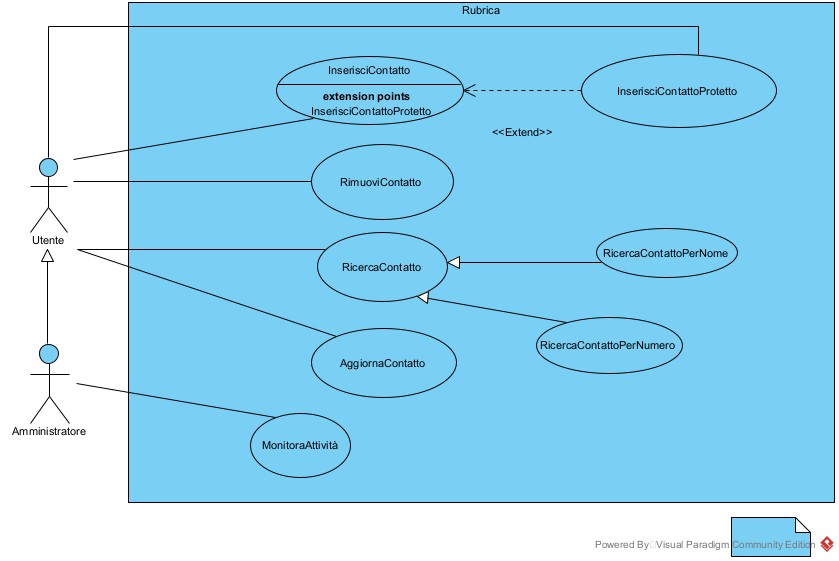 Rubrica
InserisciContatto
extension points
InserisciContattoProtetto
InserisciContattoProtetto
<<Extend>>
RimuoviContatto
Utente
RicercaContatto
RicercaContattoPerNome
RicercaContattoPerNumero
AggiornaContatto
Amministratore
MonitoraAttività
Powered By Visual Paradigm Community Edition